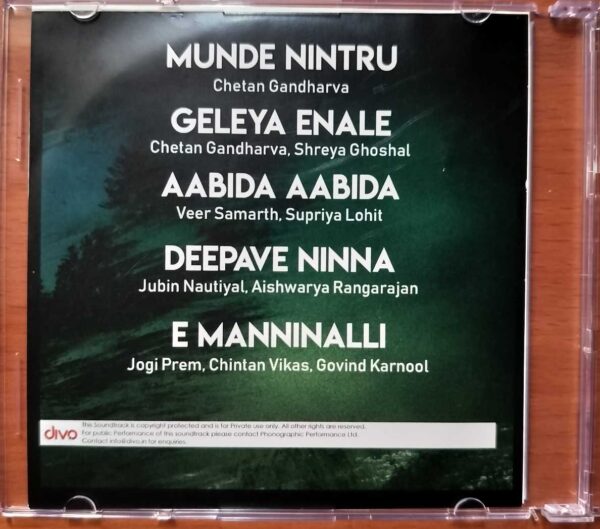 MUNDE NINTRU
Chetan Gandharva
GELEYA ENALE
Chetan Gandharva, Shreya Ghoshal
AABIDA AABIDA
Veer Samarth, Supriya Lohit
DEEPAVE NINNA
Jubin Nautiyal, Aishwarya Rangarajan
E MANNINALLI
Jogi Prem, Chintan Vikas, Govind Karnool
divo
This Soundtrack is copyright protected and is for Private use only. All other rights are reserved.
For public Performance of this soundtrack please contact Phonographic Performance Ltd.
Contact info@divo.in for enquiries.